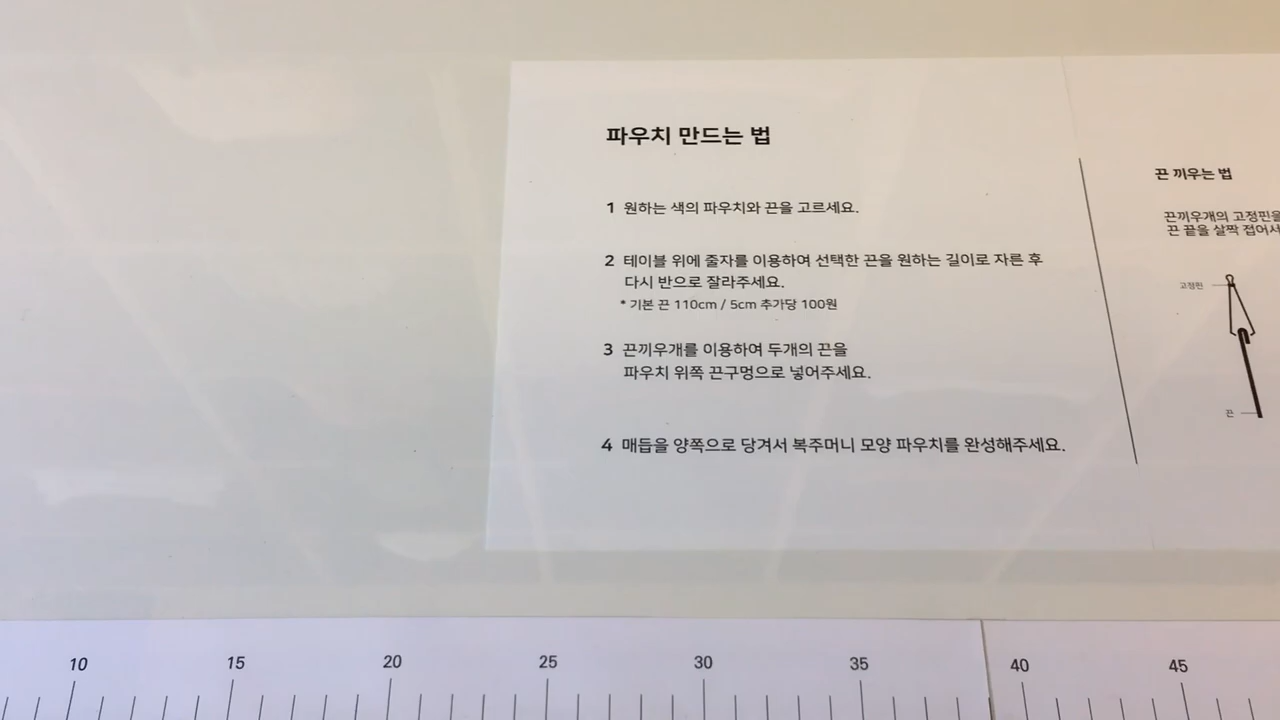 파우치 만드는 법
1 원하는 색의 파우치와 끈을 고르세요.
2 테이블 위에 줄자를 이용하여 선택한 끈을 원하는 길이로 자른 후
다시 반으로 잘라주세요.
* 기본 끈 110cm / 5cm 추가당 100원
3 끈끼우개를 이용하여 두개의 끈을
파우치 위쪽 끈구멍으로 넣어주세요.
4 매듭을 양쪽으로 당겨서 복주머니 모양 파우치를 완성해주세요.
끈 끼우는 법
끈끼우개의 고정핀을
끈 끝을 살짝 접어서
고정핀
끈
10 15 20 25 30 35 40 45